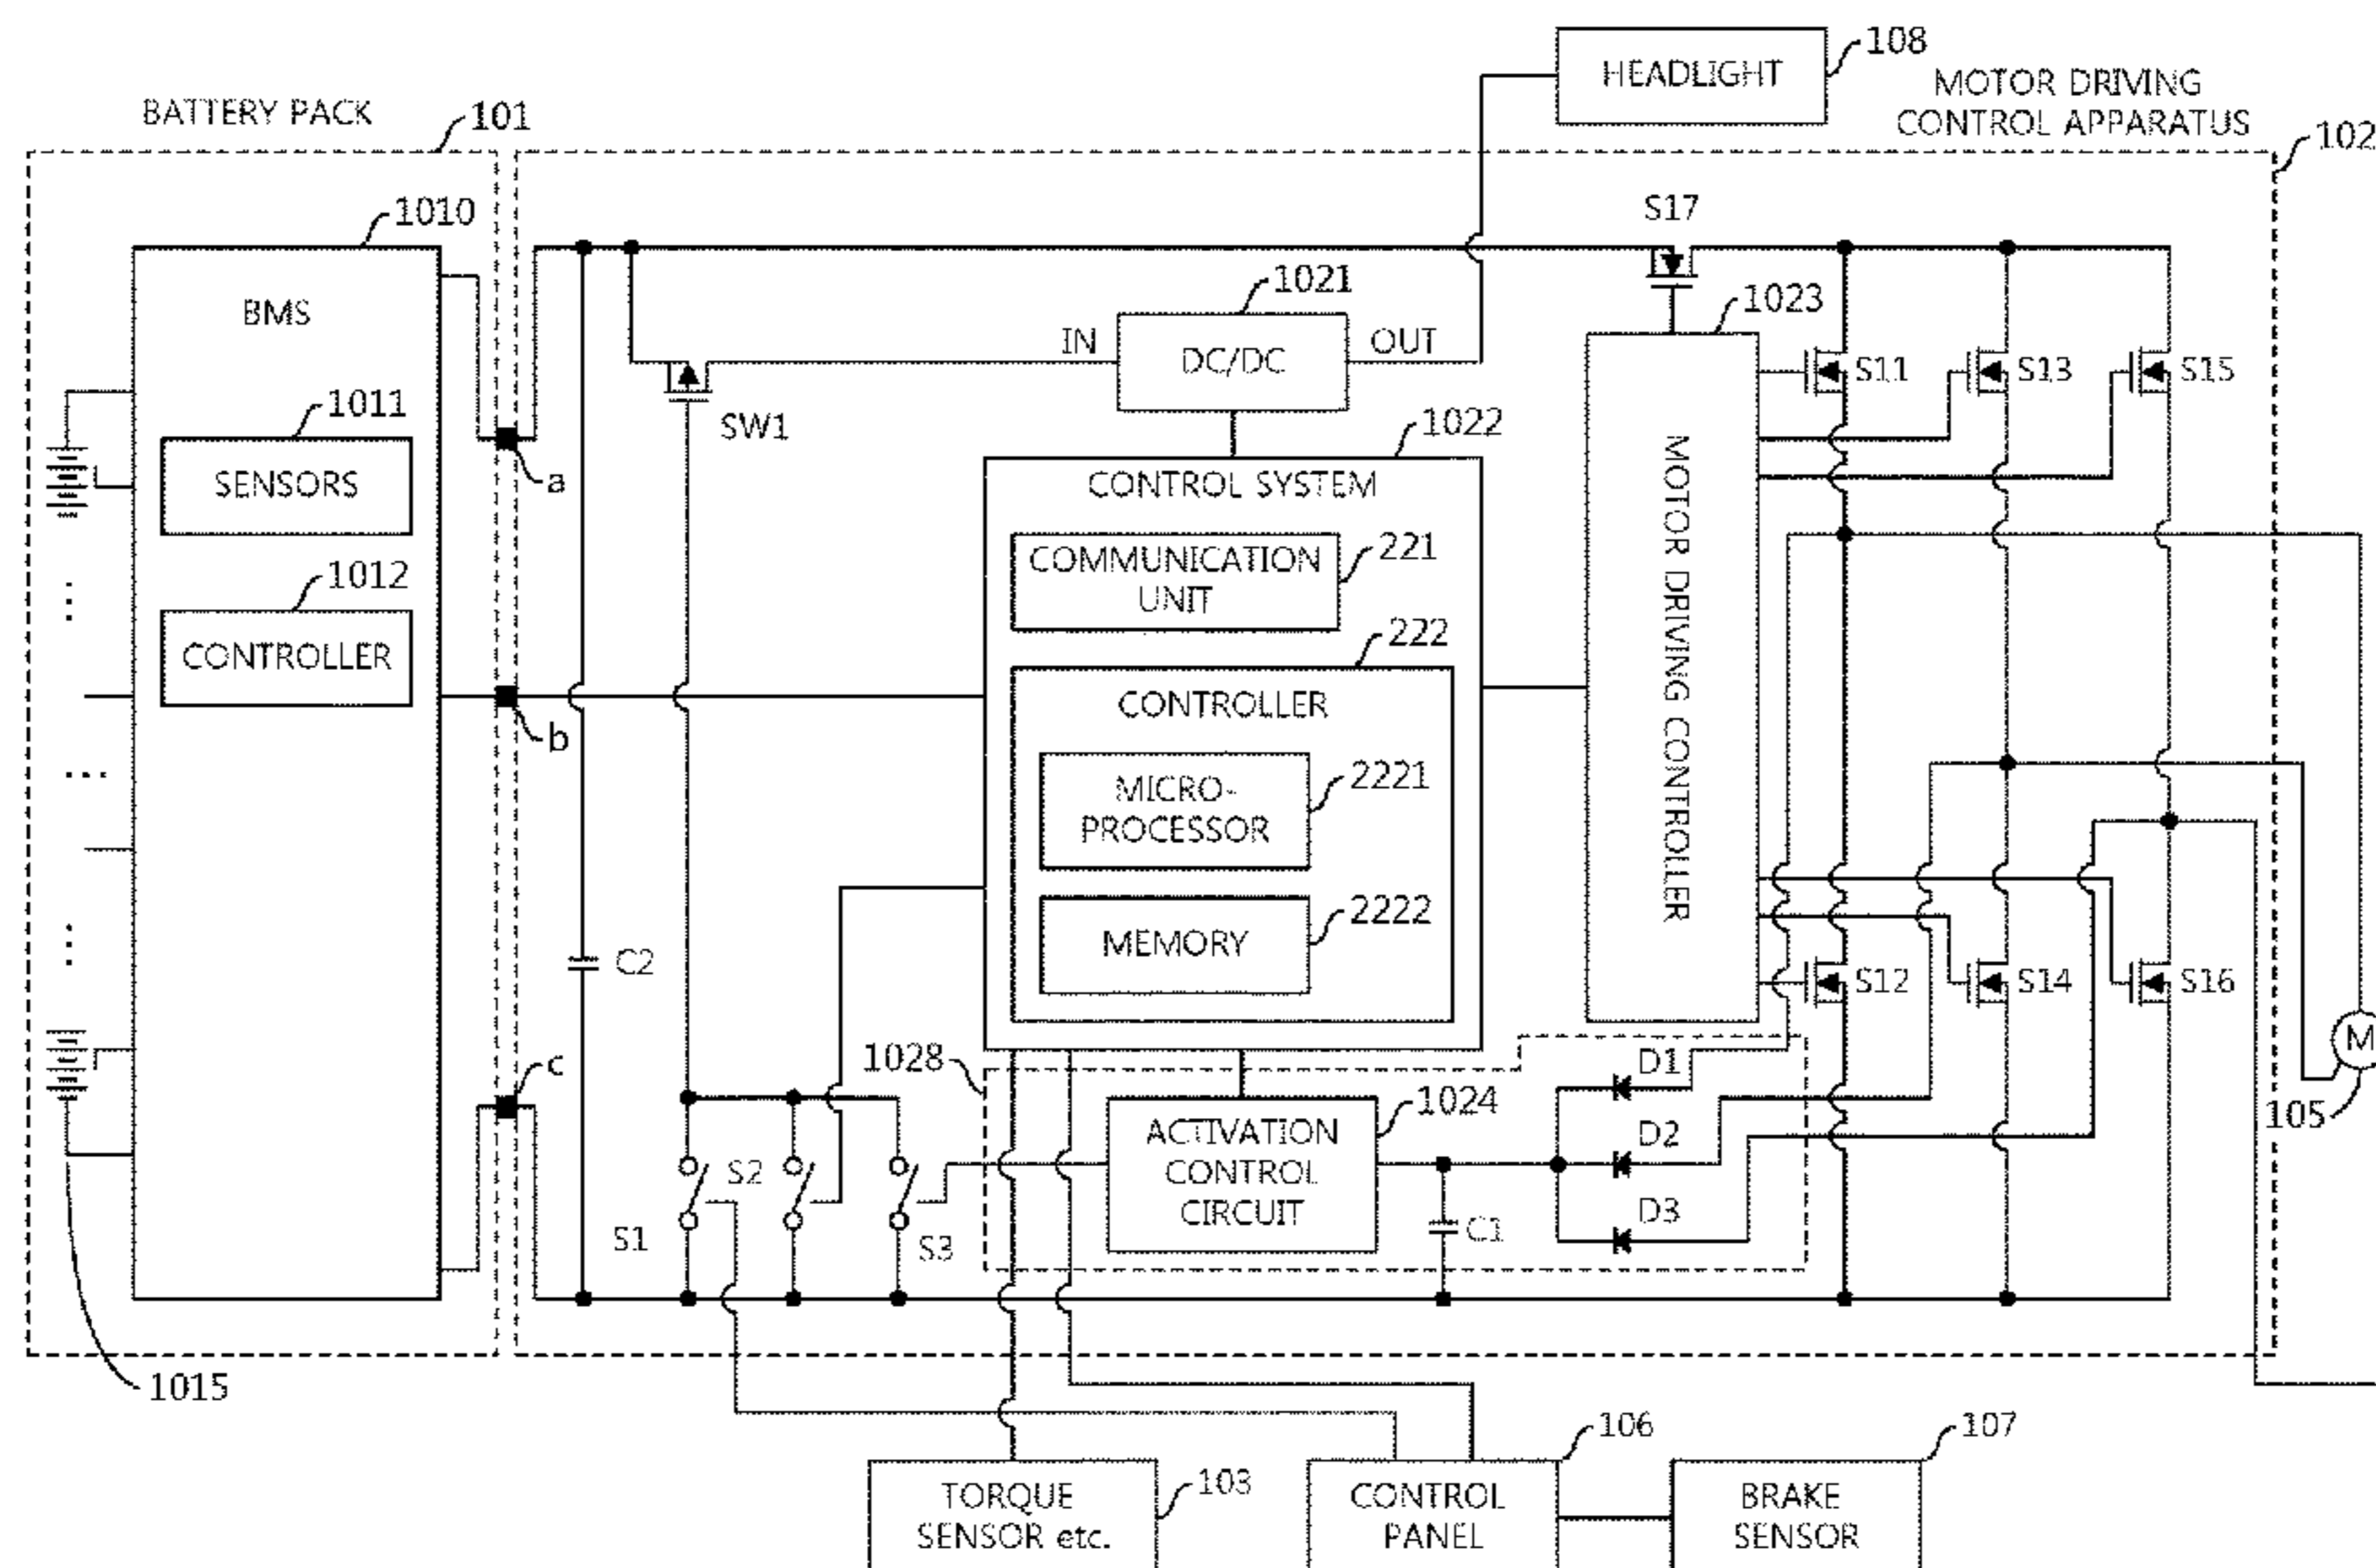 108
HEADLIGHT
MOTOR DRIVING
CONTROL APPARATUS
BATTERY PACK
101
102
1010
S17
BMS
1021
1023
IN
DC/DC
OUT
S11
S13
S15
SW1
1011
SENSORS
a
1022
CONTROL SYSTEM
COMMUNICATION
UNIT
221
1012
CONTROLLER
222
CONTROLLER
MOTOR DRIVING CONTROLLER
b
MICRO-
PROCESSOR
2221
MEMORY
2222
C2
S12
S14
S16
M
105
c
1028
D1
1024
ACTIVATION
CONTROL
CIRCUIT
D2
S2
S1
S3
C1
D3
1015
106
107
TORQUE
SENSOR etc.
103
CONTROL
PANEL
BRAKE
SENSOR